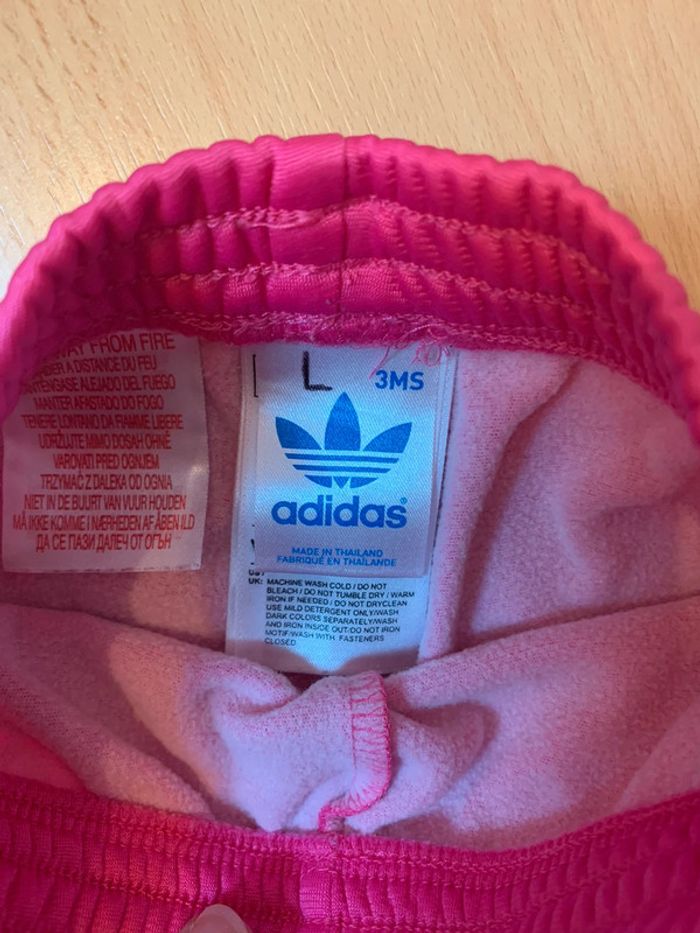 AWAY FROM FIRE
A DISTANCE DU FEU
ALEJADO DEL FUEGO
MANTER AFASTADO DO FOGO
TENERE LONTANO DA FIAMME LIBERE
UDRŽUJTE MIMO DOSAH OHNĚ
VAROVATI PRED OGNJEM
TRZYMAĆ Z DALEKA OD OGNIA
NIET IN DE BUURT VAN VUUR HOUDEN
MÅ IKKE KOMME I NÆRHEDEN AF ÅBEN ILD
ДА СЕ ПАЗИ ДАЛЕЧ ОТ ОГЪН
L 3MS
adidas®
MADE IN THAILAND
FABRIQUÉ EN THAÏLANDE
UK: MACHINE WASH COLD / DO NOT
BLEACH / DO NOT TUMBLE DRY / WARM
IRON IF NEEDED / DO NOT DRYCLEAN
USE MILD DETERGENT ONLY/WASH
DARK COLORS SEPARATELY/WASH
AND IRON INSIDE OUT/DO NOT IRON
MOTIF/WASH WITH FASTENERS
CLOSED